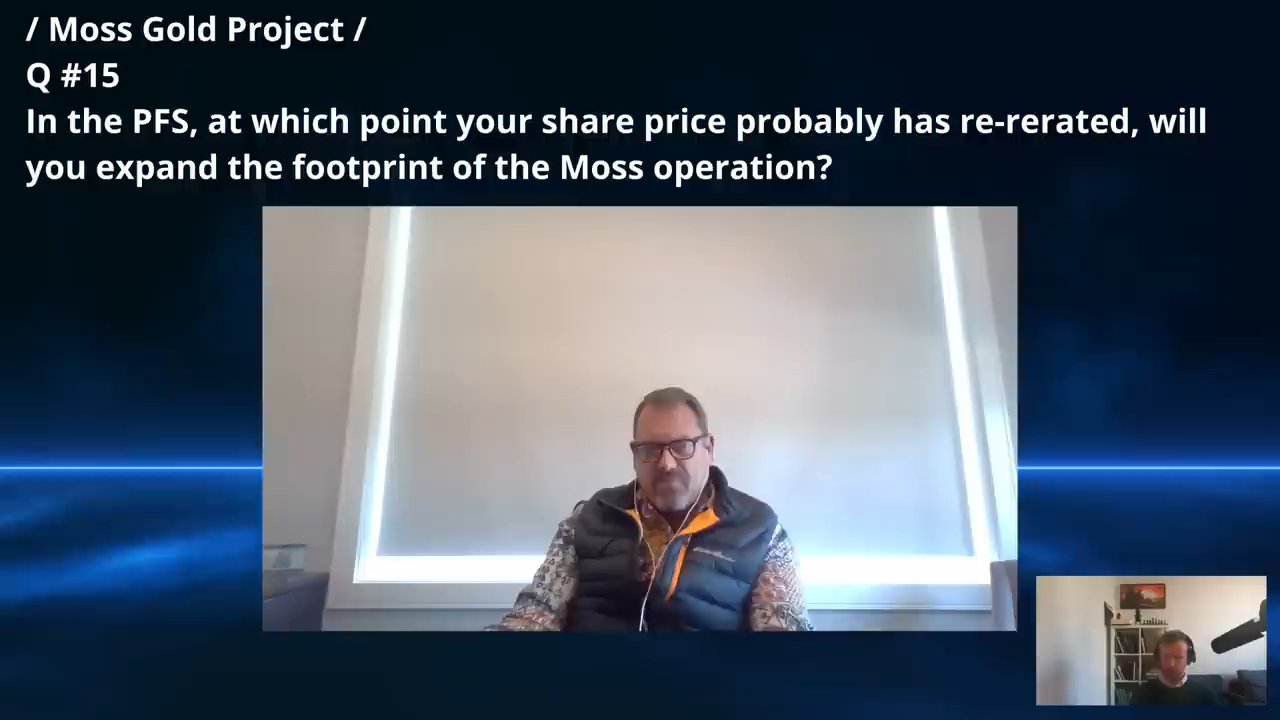 / Moss Gold Project /
Q #15
In the PFS, at which point your share price probably has re-rerated, will
you expand the footprint of the Moss operation?